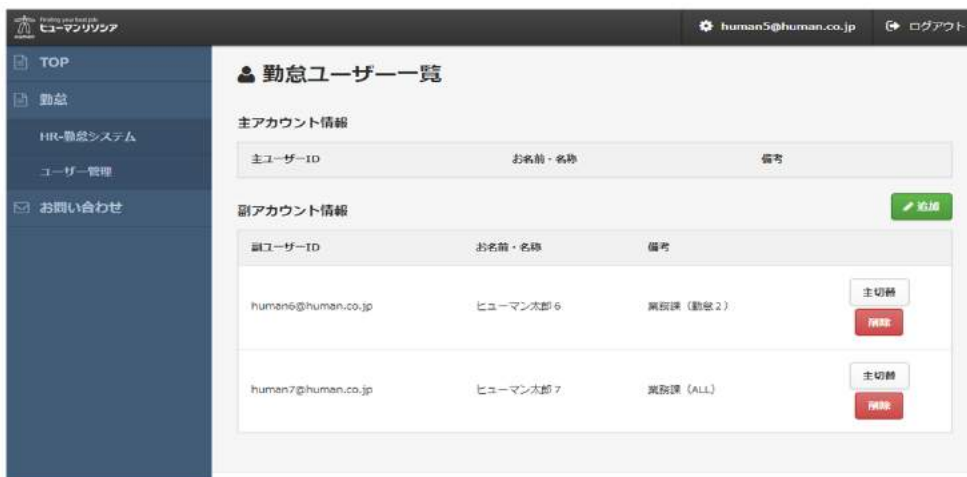 Finding your best job
ヒューマンリソシア
human5@human.co.jp ログアウト
TOP
勤怠ユーザー一覧
勤怠
主アカウント情報
HR-勤怠システム
主ユーザーID お名前・名称 備考
ユーザー管理
お問い合わせ
副アカウント情報 追加
副ユーザーID お名前・名称 備考
human6@human.co.jp ヒューマン太郎6 業務課（勤怠2） 主切替
削除
human7@human.co.jp ヒューマン太郎7 業務課（ALL） 主切替
削除